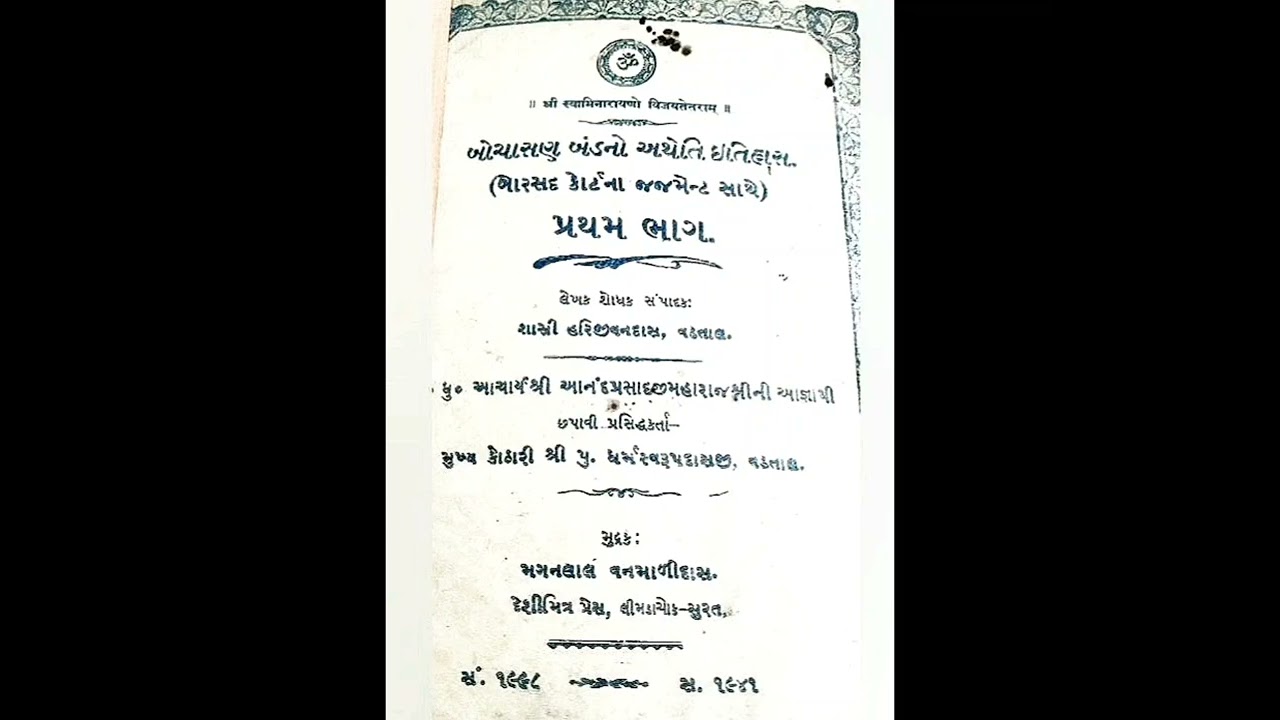 ૐ
॥ શ્રી સ્વામિનારાયણો વિજયતેતરામ્ ॥
બોચાસણ બંડનો અથેતિ ઇતિહાસ.
(બોરસદ કોર્ટના જજમેન્ટ સાથે)
પ્રથમ ભાગ.
લેખક શોધક સંપાદક:
શાસ્ત્રી હરિજીવનદાસ, વડતાલ.
ધુ૦ આચાર્યશ્રી આનંદપ્રસાદજીમહારાજશ્રીની આજ્ઞાથી
છપાવી પ્રસિદ્ધકર્તા–
મુખ્ય કોઠારી શ્રી પુ. ધર્મસ્વરૂપદાસજી, વડતાલ.
મુદ્રક:
મગનલાલ વનમાળીદાસ.
દેશીમિત્ર પ્રેસ, લીમડાચોક–સુરત.
સં. ૧૯૯૮ સ. ૧૯૪૧